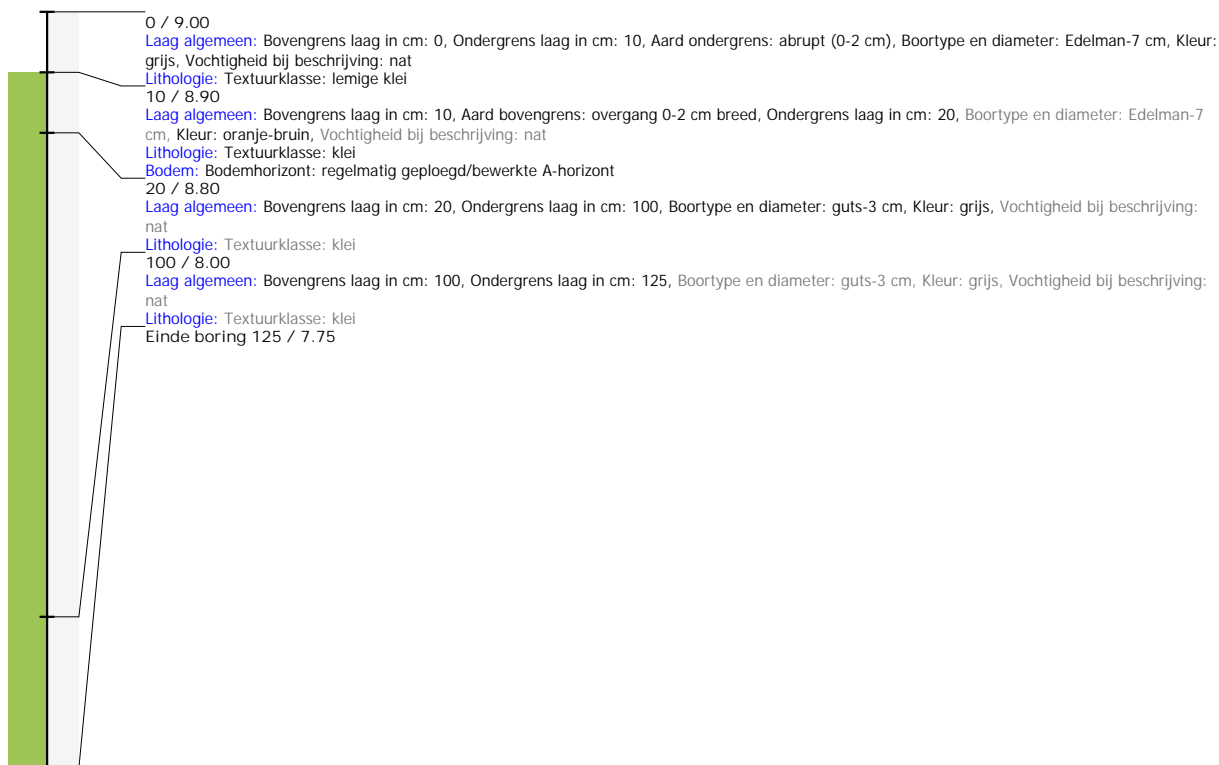 0 / 9.00
Laag algemeen: Bovengrens laag in cm: 0, Ondergrens laag in cm: 10, Aard ondergrens: abrupt (0-2 cm), Boortype en diameter: Edelman-7 cm, Kleur:
grijs, Vochtigheid bij beschrijving: nat
Lithologie: Textuurklasse: lemige klei
10 / 8.90
Laag algemeen: Bovengrens laag in cm: 10, Aard bovengrens: overgang 0-2 cm breed, Ondergrens laag in cm: 20, Boortype en diameter: Edelman-7
cm, Kleur: oranje-bruin, Vochtigheid bij beschrijving: nat
Lithologie: Textuurklasse: klei
Bodem: Bodemhorizont: regelmatig geploegd/bewerkte A-horizont
20 / 8.80
Laag algemeen: Bovengrens laag in cm: 20, Ondergrens laag in cm: 100, Boortype en diameter: guts-3 cm, Kleur: grijs, Vochtigheid bij beschrijving:
nat
Lithologie: Textuurklasse: klei
100 / 8.00
Laag algemeen: Bovengrens laag in cm: 100, Ondergrens laag in cm: 125, Boortype en diameter: guts-3 cm, Kleur: grijs, Vochtigheid bij beschrijving:
nat
Lithologie: Textuurklasse: klei
Einde boring 125 / 7.75